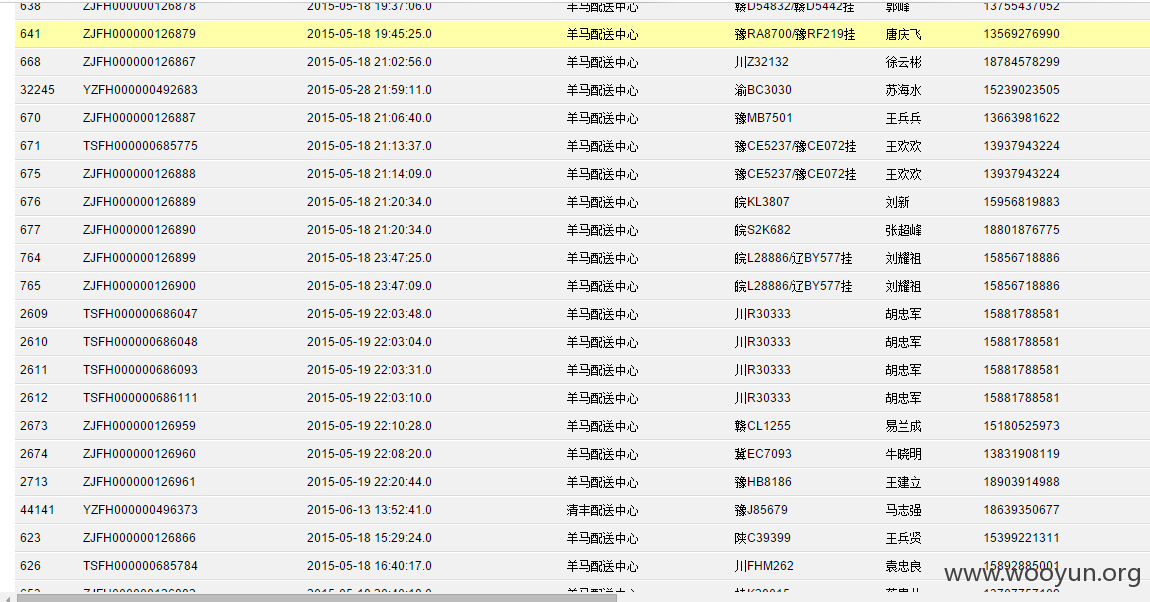 638 ZJFH000000126878 2015-05-18 19:37:06.0 羊马配送中心 赣D54832/赣D5442挂 郭峰 13755437052
641 ZJFH000000126879 2015-05-18 19:45:25.0 羊马配送中心 豫RA8700/豫RF219挂 唐庆飞 13569276990
668 ZJFH000000126867 2015-05-18 21:02:56.0 羊马配送中心 川Z32132 徐云彬 18784578299
32245 YZFH000000492683 2015-05-28 21:59:11.0 羊马配送中心 渝BC3030 苏海水 15239023505
670 ZJFH000000126887 2015-05-18 21:06:40.0 羊马配送中心 豫MB7501 王兵兵 13663981622
671 TSFH000000685775 2015-05-18 21:13:37.0 羊马配送中心 豫CE5237/豫CE072挂 王欢欢 13937943224
675 ZJFH000000126888 2015-05-18 21:14:09.0 羊马配送中心 豫CE5237/豫CE072挂 王欢欢 13937943224
676 ZJFH000000126889 2015-05-18 21:20:34.0 羊马配送中心 皖KL3807 刘新 15956819883
677 ZJFH000000126890 2015-05-18 21:20:34.0 羊马配送中心 皖S2K682 张超峰 18801876775
764 ZJFH000000126899 2015-05-18 23:47:25.0 羊马配送中心 皖L28886/辽BY577挂 刘耀祖 15856718886
765 ZJFH000000126900 2015-05-18 23:47:09.0 羊马配送中心 皖L28886/辽BY577挂 刘耀祖 15856718886
2609 TSFH000000686047 2015-05-19 22:03:48.0 羊马配送中心 川R30333 胡忠军 15881788581
2610 TSFH000000686048 2015-05-19 22:03:04.0 羊马配送中心 川R30333 胡忠军 15881788581
2611 TSFH000000686093 2015-05-19 22:03:31.0 羊马配送中心 川R30333 胡忠军 15881788581
2612 TSFH000000686111 2015-05-19 22:03:10.0 羊马配送中心 川R30333 胡忠军 15881788581
2673 ZJFH000000126959 2015-05-19 22:10:28.0 羊马配送中心 赣CL1255 易兰成 15180525973
2674 ZJFH000000126960 2015-05-19 22:08:20.0 羊马配送中心 冀EC7093 牛晓明 13831908119
2713 ZJFH000000126961 2015-05-19 22:20:44.0 羊马配送中心 豫HB8186 王建立 18903914988
44141 YZFH000000496373 2015-06-13 13:52:41.0 清丰配送中心 豫J85679 马志强 18639350677
623 ZJFH000000126866 2015-05-18 15:29:24.0 羊马配送中心 陕C39399 王兵贤 15399221311
626 TSFH000000685784 2015-05-18 16:40:17.0 羊马配送中心 川FHM262 袁忠良 15892885001
www.wooyun.org